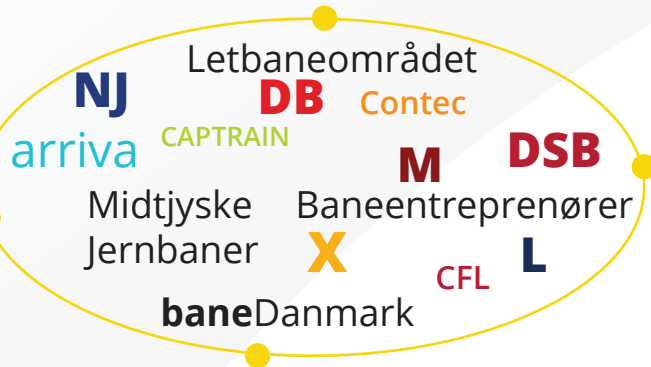 Letbaneområdet
NJ
DB
Contec
arriva
CAPTRAIN
M
DSB
Midtjyske
Jernbaner
Baneentreprenører
X
L
CFL
baneDanmark